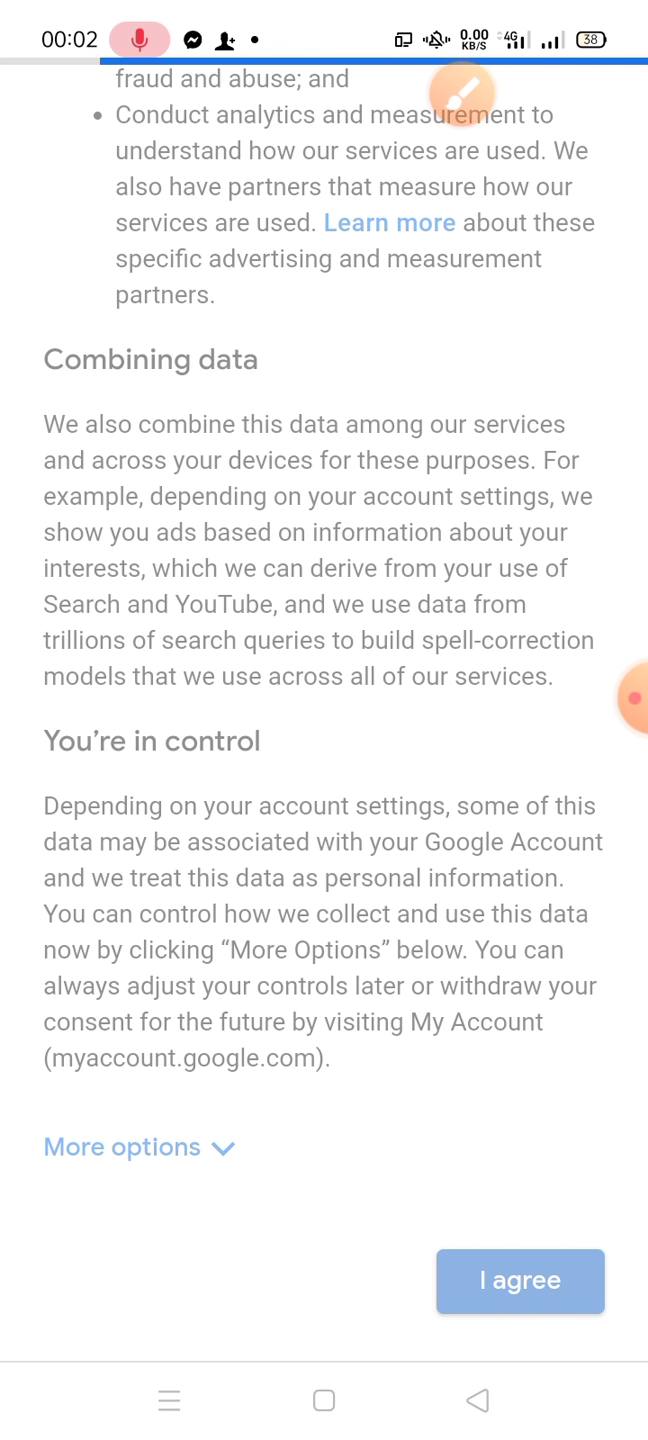 00:02
0.00
KB/S
4G
38
fraud and abuse; and
• Conduct analytics and measurement to
understand how our services are used. We
also have partners that measure how our
services are used. Learn more about these
specific advertising and measurement
partners.
Combining data
We also combine this data among our services
and across your devices for these purposes. For
example, depending on your account settings, we
show you ads based on information about your
interests, which we can derive from your use of
Search and YouTube, and we use data from
trillions of search queries to build spell-correction
models that we use across all of our services.
You’re in control
Depending on your account settings, some of this
data may be associated with your Google Account
and we treat this data as personal information.
You can control how we collect and use this data
now by clicking “More Options” below. You can
always adjust your controls later or withdraw your
consent for the future by visiting My Account
(myaccount.google.com).
More options
I agree